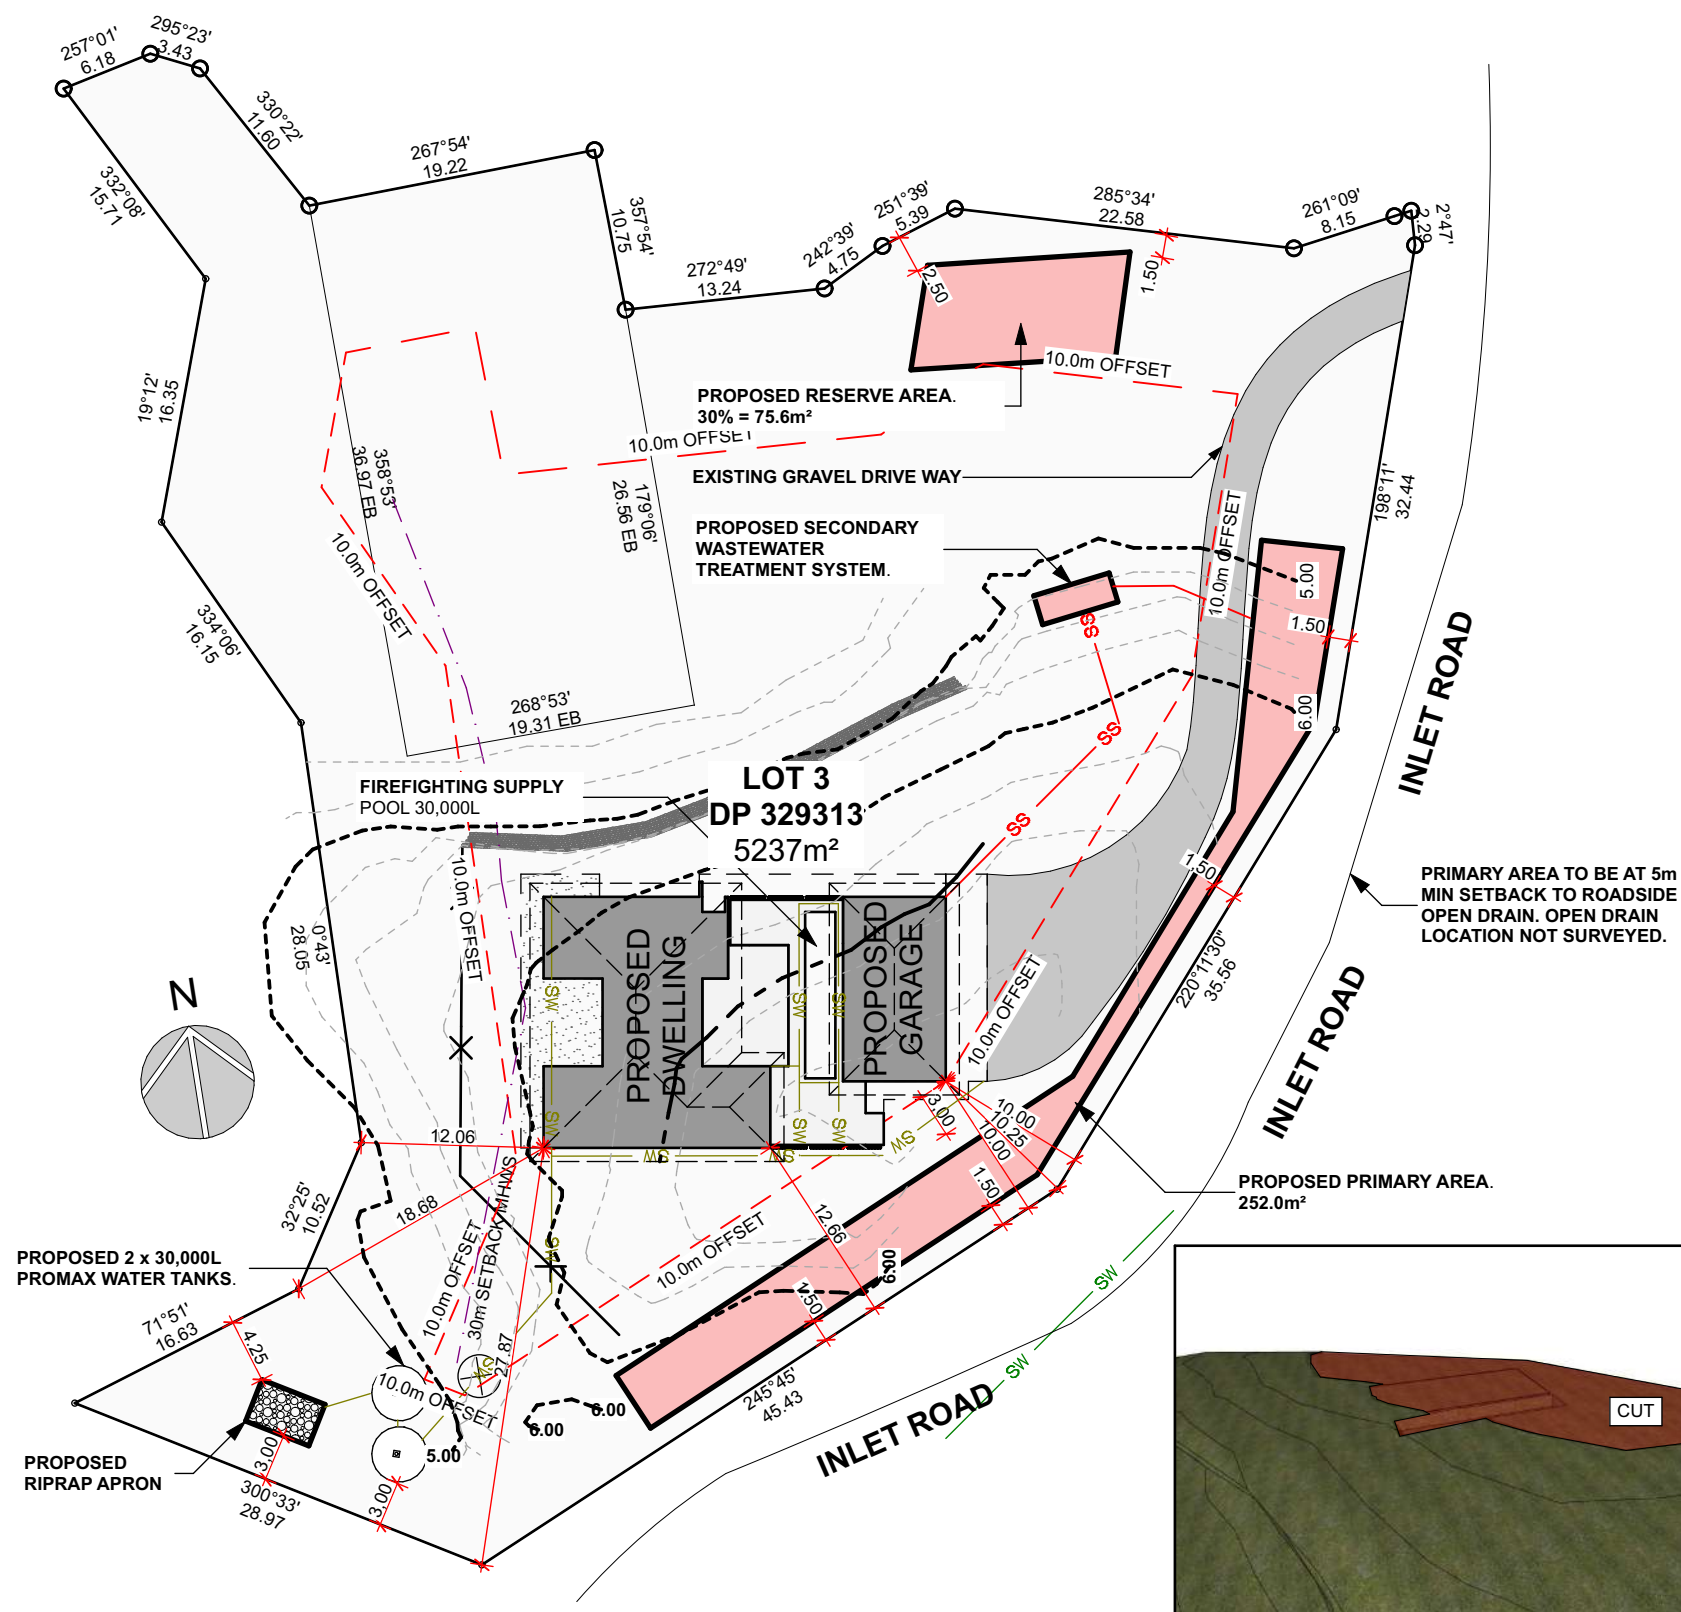 257°01'
6.18
295°23'
3.43
330°22'
11.60
332°08'
15.71
267°54'
19.22
357°54'
10.75
272°49'
13.24
242°39'
4.75
251°39'
5.39
285°34'
22.58
261°09'
8.15
2°47'
2.29
2.50
1.50
10.0m OFFSET
PROPOSED RESERVE AREA.
30% = 75.6m²
10.0m OFFSET
EXISTING GRAVEL DRIVE WAY
19°12'
16.35
358°53'
36.97 EB
179°06'
26.56 EB
10.0m OFFSET
PROPOSED SECONDARY
WASTEWATER
TREATMENT SYSTEM.
10.0m OFFSET
198°11'
32.44
5.00
1.50
SS
334°06'
16.15
268°53'
19.31 EB
6.00
SS
INLET ROAD
FIREFIGHTING SUPPLY
POOL 30,000L
LOT 3
DP 329313
5237m²
SS
1.50
10.0m OFFSET
PRIMARY AREA TO BE AT 5m
MIN SETBACK TO ROADSIDE
OPEN DRAIN. OPEN DRAIN
LOCATION NOT SURVEYED.
0°43'
28.05
N
PROPOSED
DWELLING
PROPOSED
GARAGE
SW
SW
SW
10.0m OFFSET
220°11'30"
35.56
INLET ROAD
12.06
SW
SW
SW
SW
SW
SW
3.00
10.00
10.25
10.00
1.50
PROPOSED PRIMARY AREA.
252.0m²
32°25'
10.52
18.68
12.66
10.0m OFFSET
30m SETBACK MHWS
10.0m OFFSET
SW
6.00
1.50
SW
SW
PROPOSED 2 x 30,000L
PROMAX WATER TANKS.
71°51'
16.63
4.25
27.87
SW
10.0m OFFSET
245°45'
45.43
6.00
6.00
5.00
INLET ROAD
CUT
PROPOSED
RIPRAP APRON
3,00
300°33'
28.97
3,00